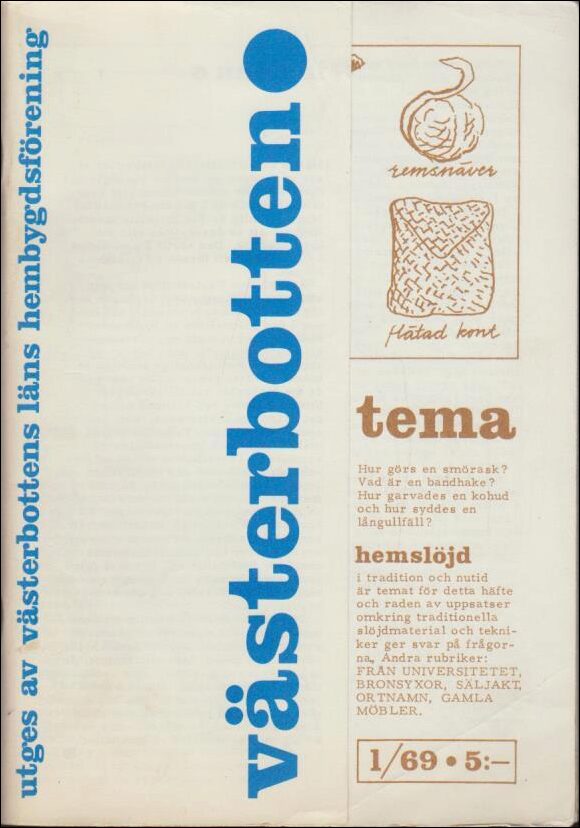 utges av västerbottens läns hembygdsförening
västerbotten
remsnäver
flätad kont
tema
Hur görs en smörask?
Vad är en bandhake?
Hur garvades en kohud
och hur syddes en
långullfäll?
hemslöjd
i tradition och nutid
är temat för detta häfte
och raden av uppsatser
omkring traditionella
slöjdmaterial och tekni-
ker ger svar på frågor-
na. Andra rubriker:
FRÅN UNIVERSITETET,
BRONSYXOR, SÄLJAKT,
ORTNAMN, GAMLA
MÖBLER.
1/69 • 5:–